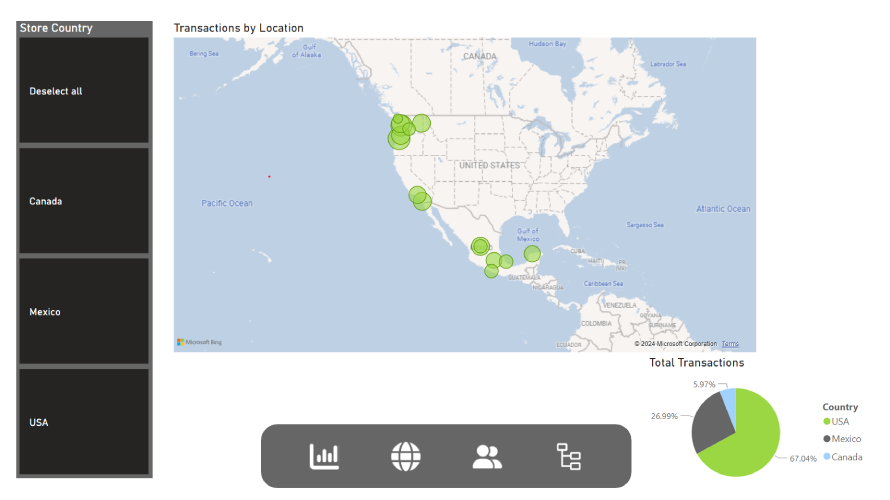 Store Country
Deselect all
Canada
Mexico
USA
Transactions by Location
Bering Sea
Gulf
of Alaska
Hudson Bay
CANADA
Labrador Sea
UNITED STATES
Pacific Ocean
Atlantic Ocean
Sargasso Sea
Gulf of
Mexico
CUBA
HAITI
GUATEMALA
NICARAGUA
Caribbean Sea
VENEZUELA
GUYANA
COLOMBIA
SURINAME
ECUADOR
Microsoft Bing
© 2024 Microsoft Corporation Terms
Total Transactions
5.97%
26.99%
67.04%
Country
USA
Mexico
Canada